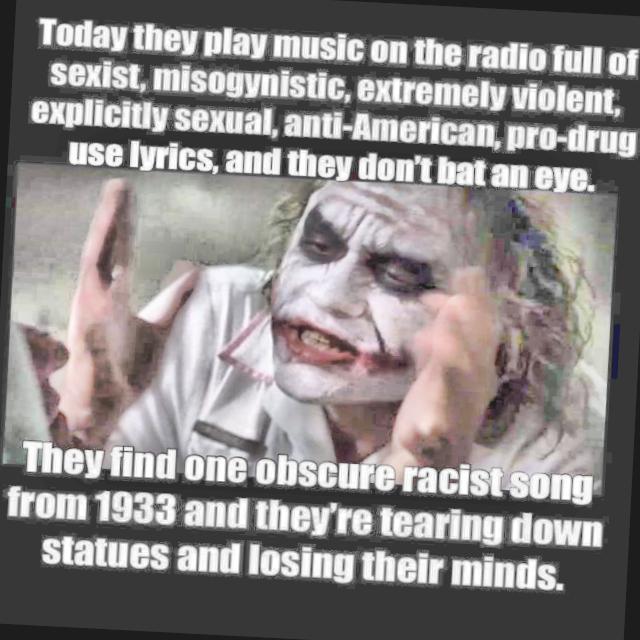 Today they play music on the radio full of
sexist, misogynistic, extremely violent,
explicitly sexual, anti-American, pro-drug
use lyrics, and they don't bat an eye.
They find one obscure racist song
from 1933 and they're tearing down
statues and losing their minds.